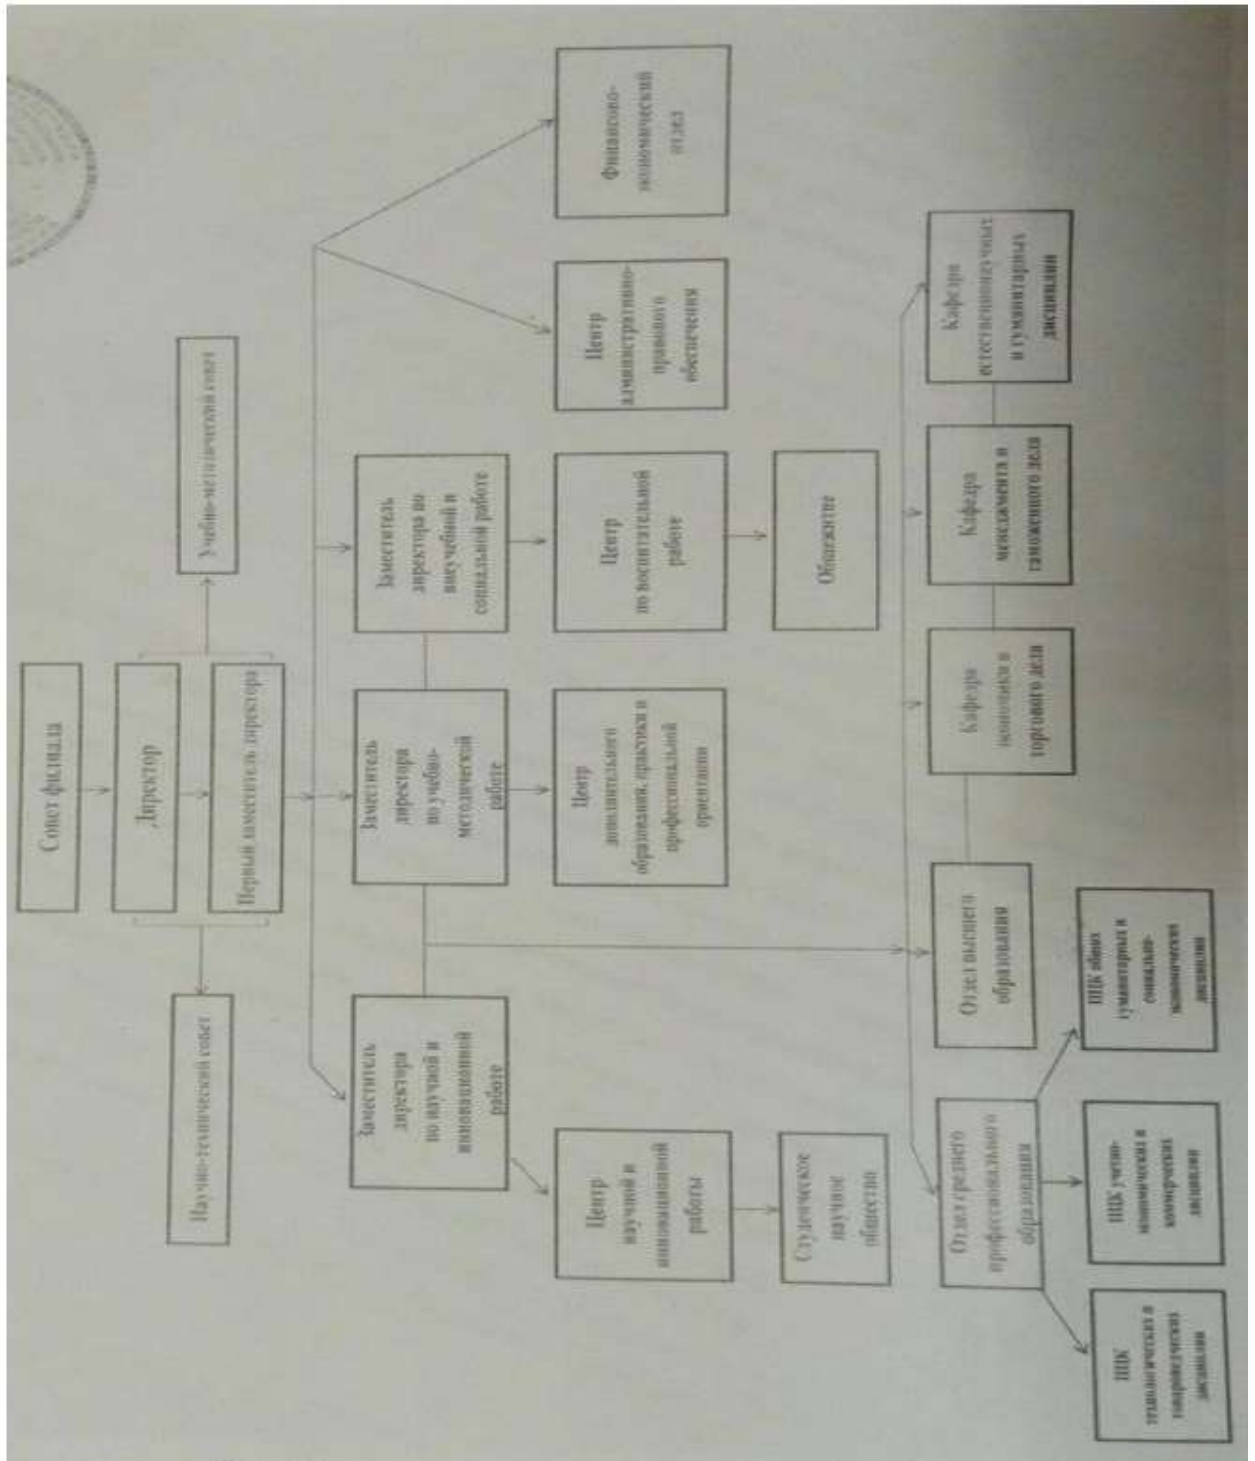 Совет филиала
Директор
Первый заместитель директора
Научно-технический совет
Учебно-методический совет
Заместитель
директора
по научной и
инновационной
работе
Заместитель
директора
по учебно-
методической
работе
Заместитель
директора по
внеучебной и
социальной работе
Центр
научной и
инновационной
работы
Центр
дополнительного
образования, практики и
профессиональной
ориентации
Центр
по воспитательной
работе
Центр
административно-
правового
обеспечения
Финансово-
экономический
отдел
Студенческое
научное
общество
Общежитие
Отдел среднего
профессионального
образования
Отдел высшего
образования
Кафедра
экономики и
торгового дела
Кафедра
менеджмента и
таможенного дела
Кафедра
естественнонаучных
и гуманитарных
дисциплин
ПЦК
технологических и
товароведческих
дисциплин
ПЦК учетно-
экономических и
коммерческих
дисциплин
ПЦК общих
гуманитарных и
социально-
экономических
дисциплин